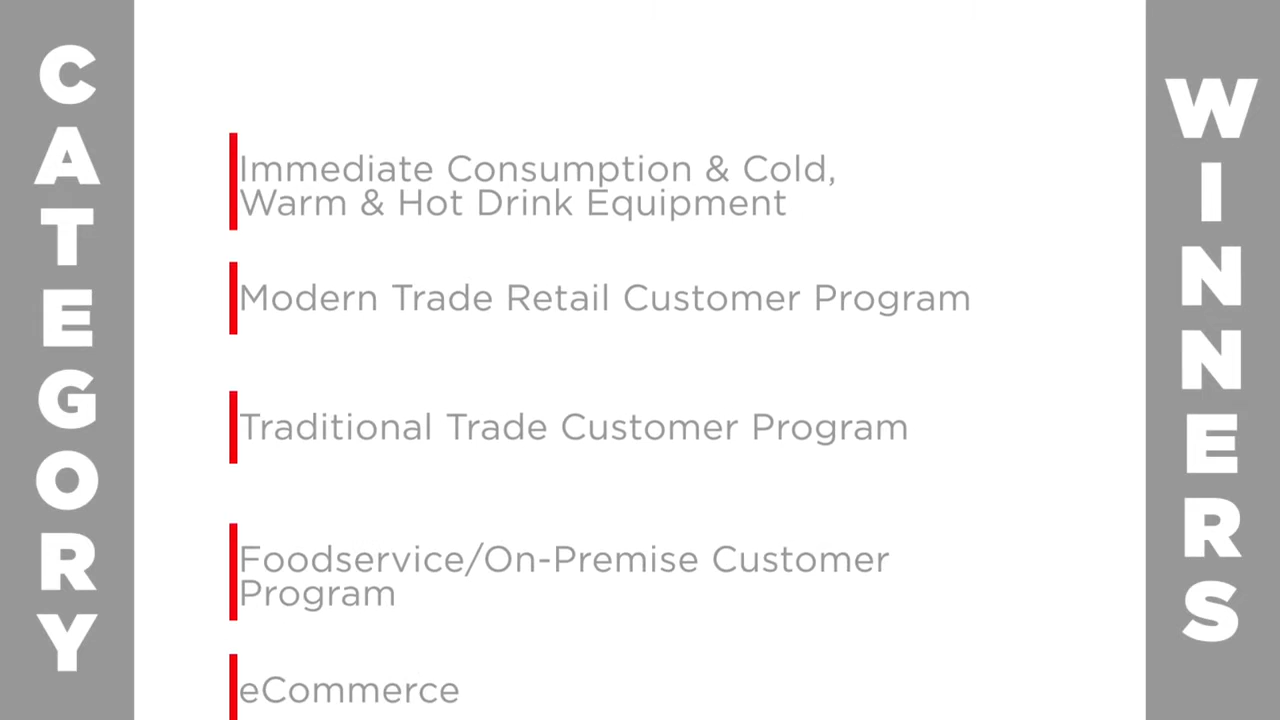 CATEGORY
Immediate Consumption & Cold,
Warm & Hot Drink Equipment
Modern Trade Retail Customer Program
Traditional Trade Customer Program
Foodservice/On-Premise Customer
Program
eCommerce
WINNERS